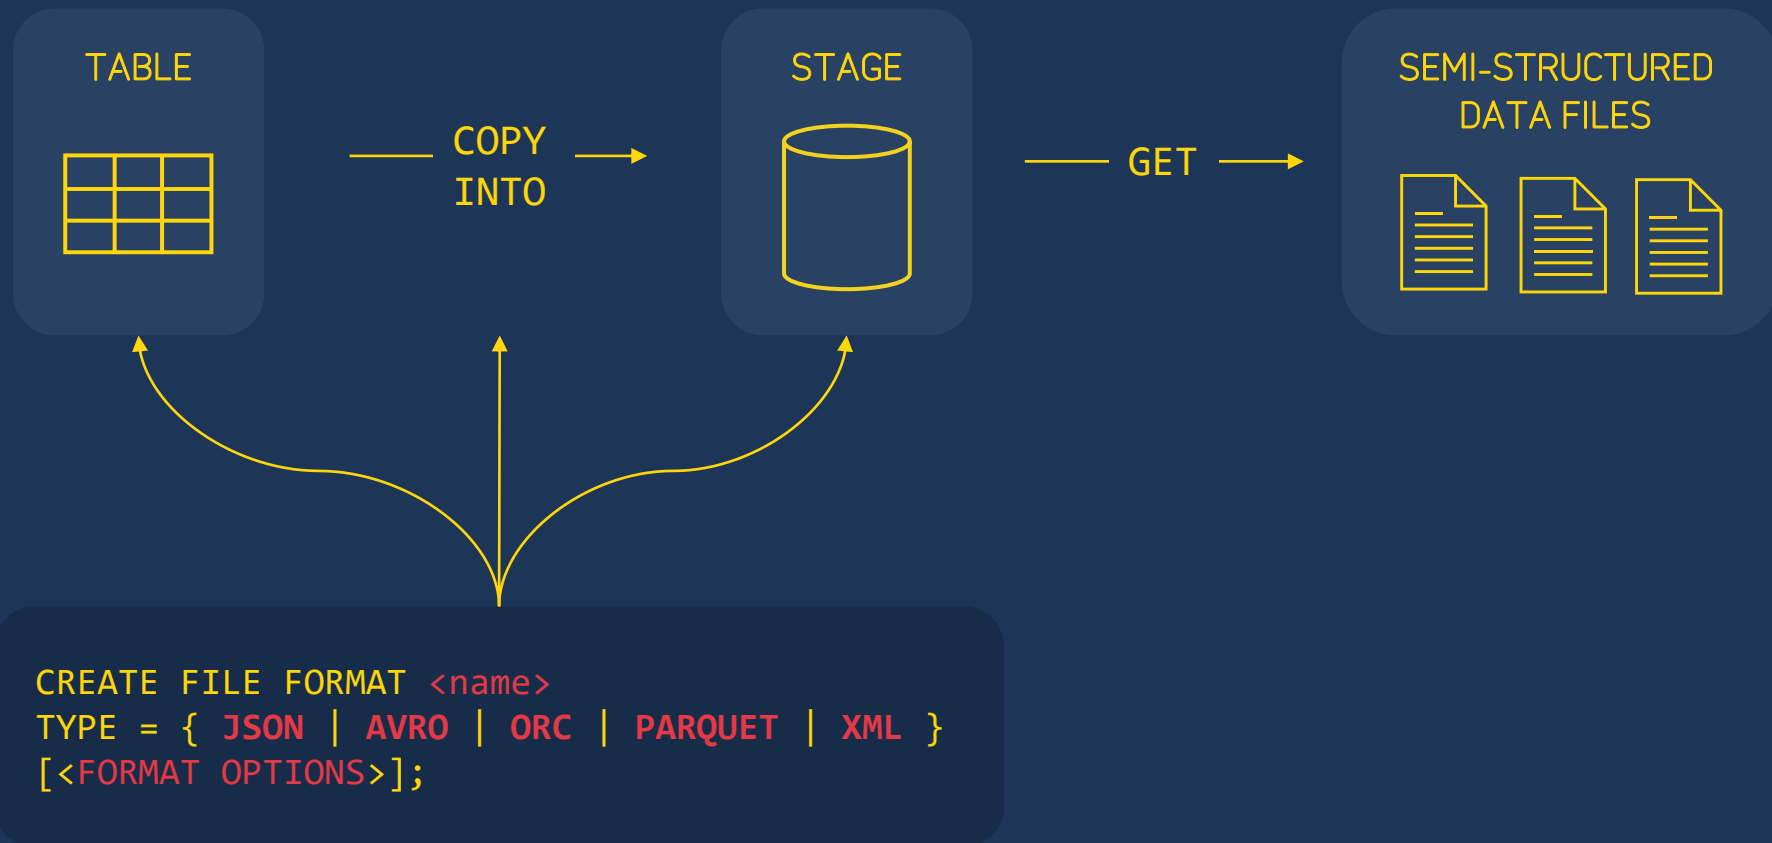 TABLE
COPY
INTO
STAGE
GET
SEMI-STRUCTURED
DATA FILES
CREATE FILE FORMAT <name>
TYPE = { JSON | AVRO | ORC | PARQUET | XML }
[<FORMAT OPTIONS>];